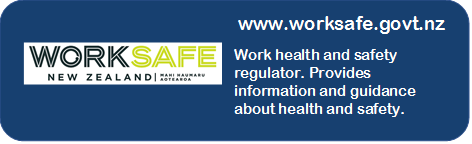 www.worksafe.govt.nz
WORKSAFE
NEW ZEALAND | MAHI HAUMARU
AOTEAROA
Work health and safety
regulator. Provides
information and guidance
about health and safety.